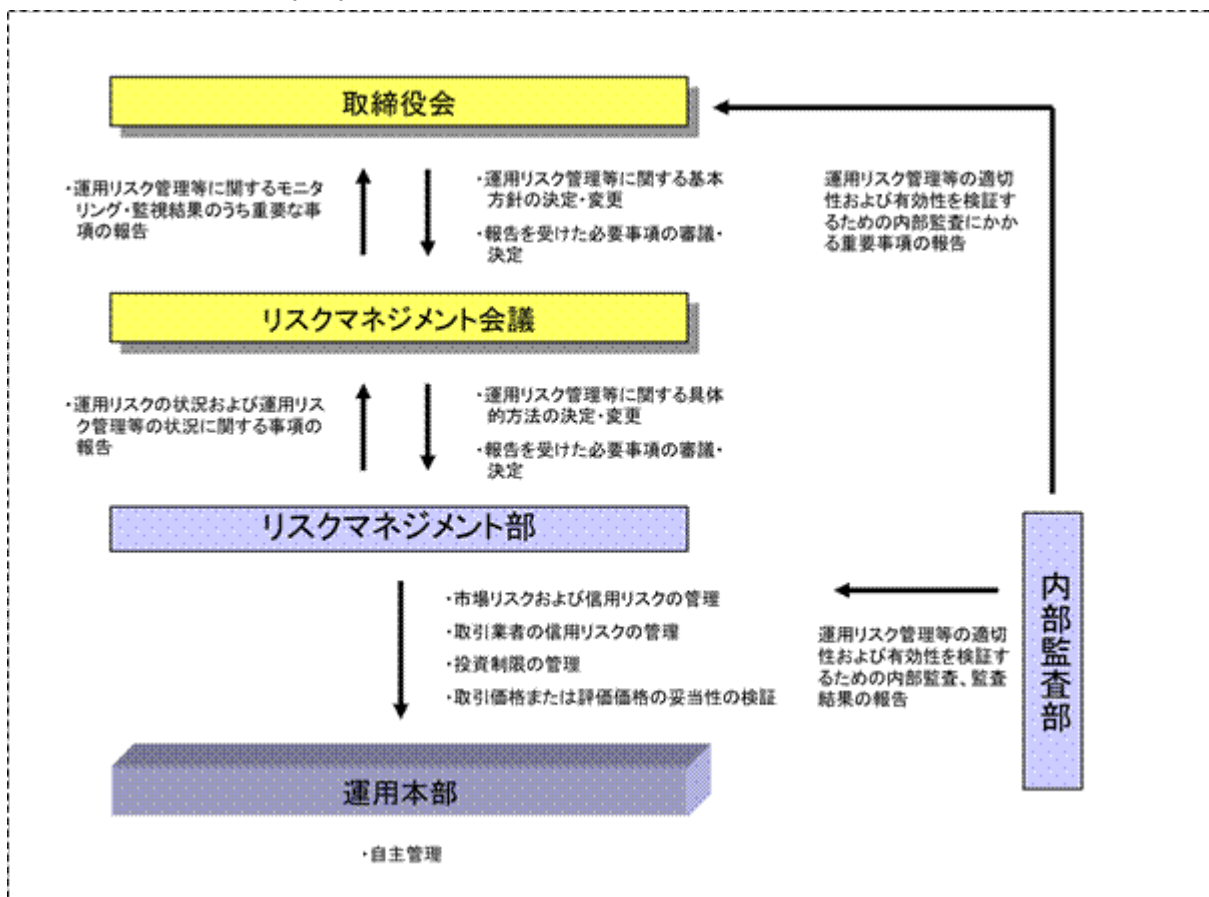 取締役会
・運用リスク管理等に関するモニ
タリング・監視結果のうち重要な事
項の報告
・運用リスク管理等に関する基本
方針の決定・変更
・報告を受けた必要事項の審議・
決定
運用リスク管理等の適切
性および有効性を検証す
るための内部監査にかか
る重要事項の報告
リスクマネジメント会議
・運用リスクの状況および運用リス
ク管理等の状況に関する事項の
報告
・運用リスク管理等に関する具体
的方法の決定・変更
・報告を受けた必要事項の審議・
決定
リスクマネジメント部
・市場リスクおよび信用リスクの管理
・取引業者の信用リスクの管理
・投資制限の管理
・取引価格または評価価格の妥当性の検証
運用リスク管理等の適切
性および有効性を検証す
るための内部監査、監査
結果の報告
内部監査部
運用本部
・自主管理